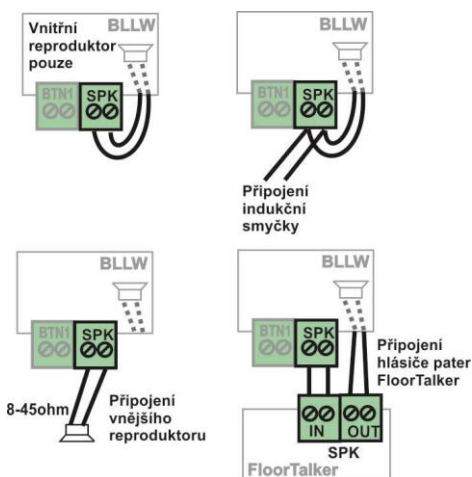 Vnitřní
reproduktor
pouze
BLLW
BTN1
SPK
BLLW
BTN1
SPK
Připojení
indukční
smyčky
BLLW
BTN1
SPK
8-45ohm
Připojení
vnějšího
reproduktoru
BLLW
BTN1
SPK
Připojení
hlásiče pater
FloorTalker
IN
OUT
SPK
FloorTalker